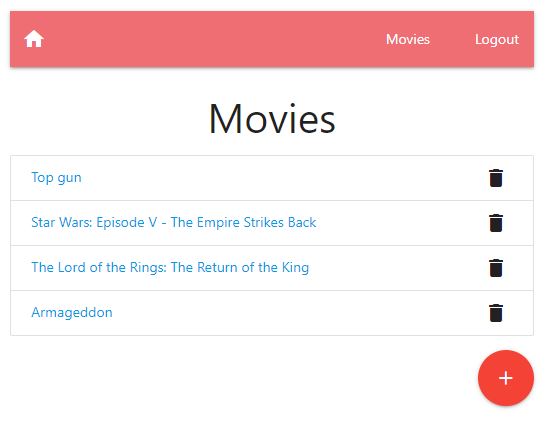 Movies Logout
Movies
Top gun
Star Wars: Episode V - The Empire Strikes Back
The Lord of the Rings: The Return of the King
Armageddon
+